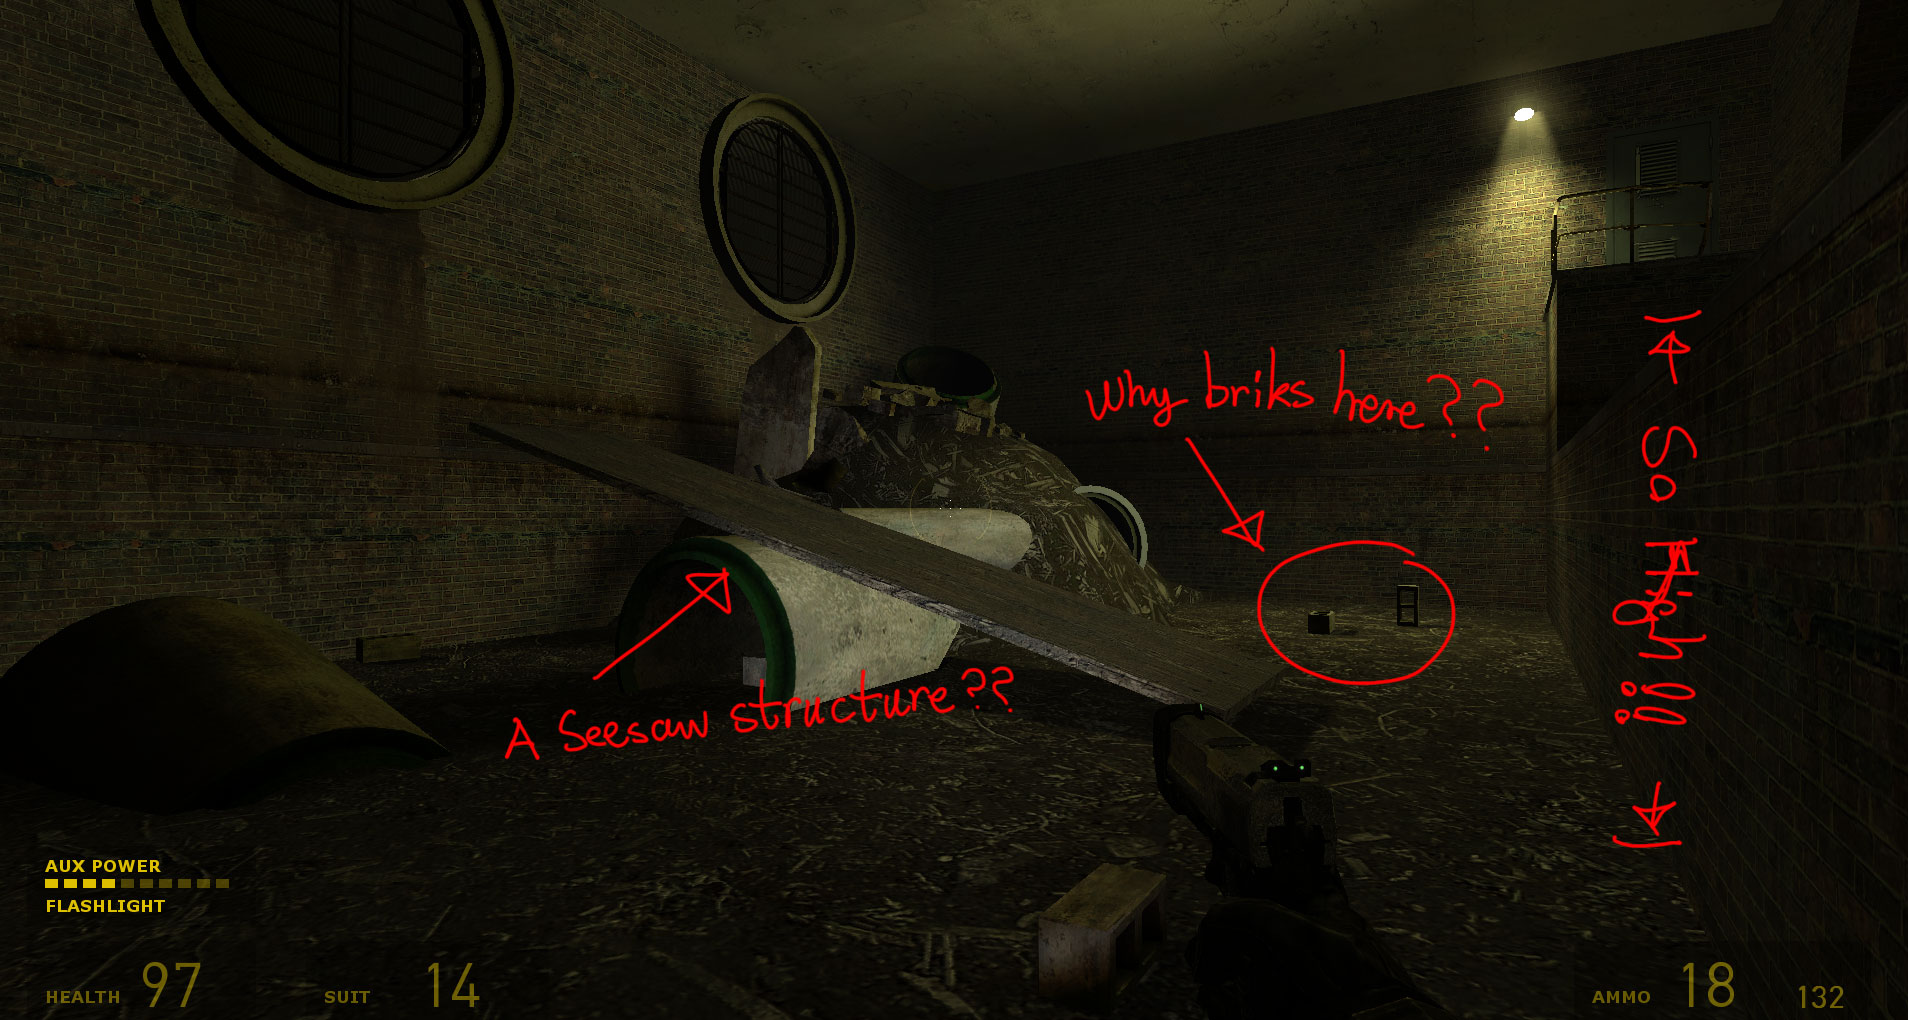 Why briks here??
So High!!
A Seesaw structure??
AUX POWER
FLASHLIGHT
HEALTH 97 SUIT 14 AMMO 18 132